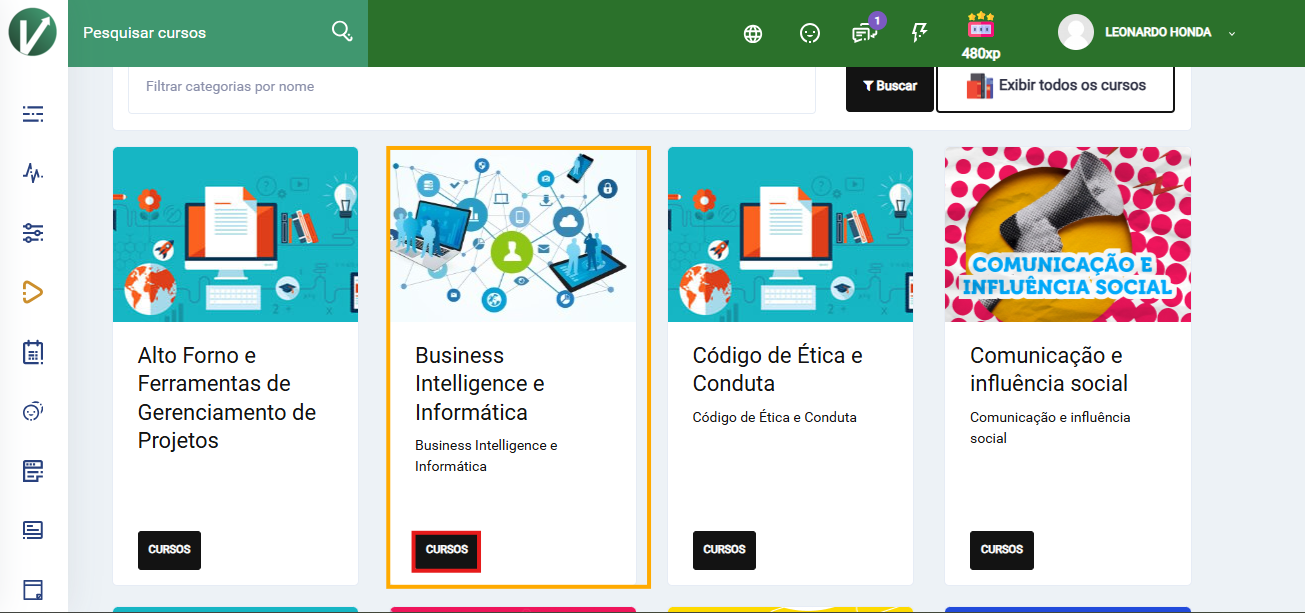 Pesquisar cursos
1
480xp
LEONARDO HONDA
Filtrar categorias por nome
Buscar
Exibir todos os cursos
Alto Forno e
Ferramentas de
Gerenciamento de
Projetos
CURSOS
Business
Intelligence e
Informática
Business Intelligence e
Informática
CURSOS
Código de Ética e
Conduta
Código de Ética e Conduta
CURSOS
COMUNICAÇÃO E
INFLUÊNCIA SOCIAL
Comunicação e
influência social
Comunicação e influência
social
CURSOS